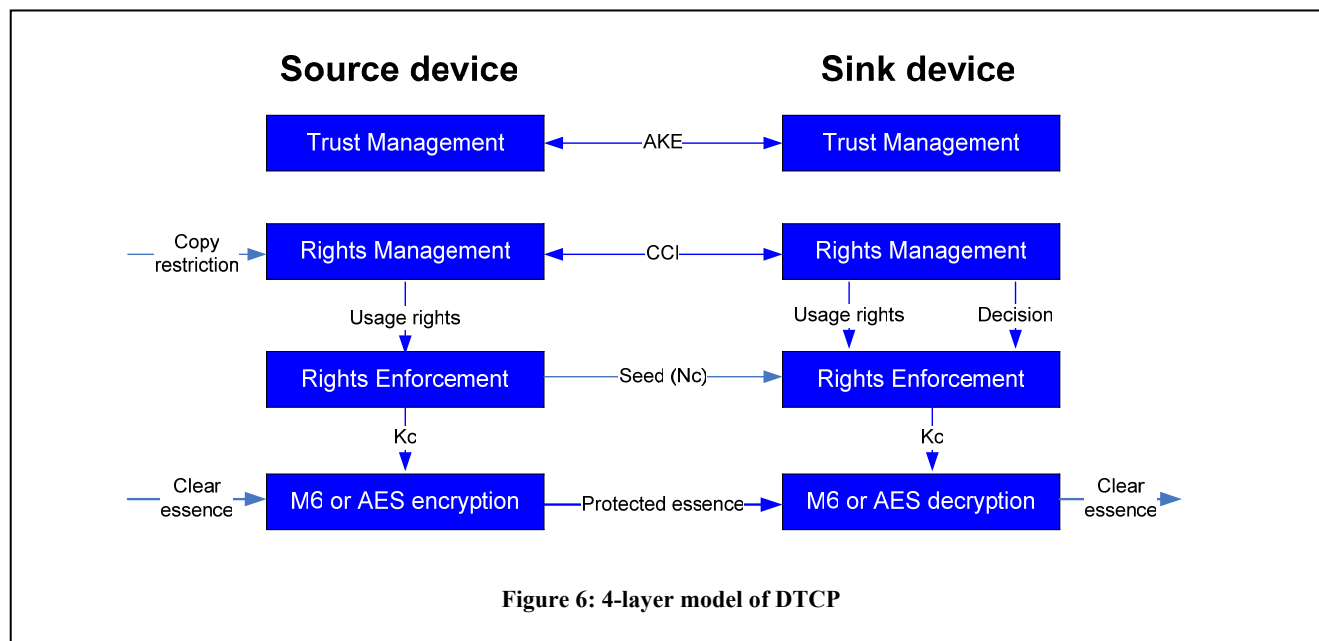 Source device
Sink device
Trust Management
AKE
Trust Management
Copy
restriction
Rights Management
CCI
Rights Management
Usage rights
Usage rights
Decision
Rights Enforcement
Seed (Nc)
Rights Enforcement
Kc
Kc
Clear
essence
M6 or AES encryption
Protected essence
M6 or AES decryption
Clear
essence
Figure 6: 4-layer model of DTCP